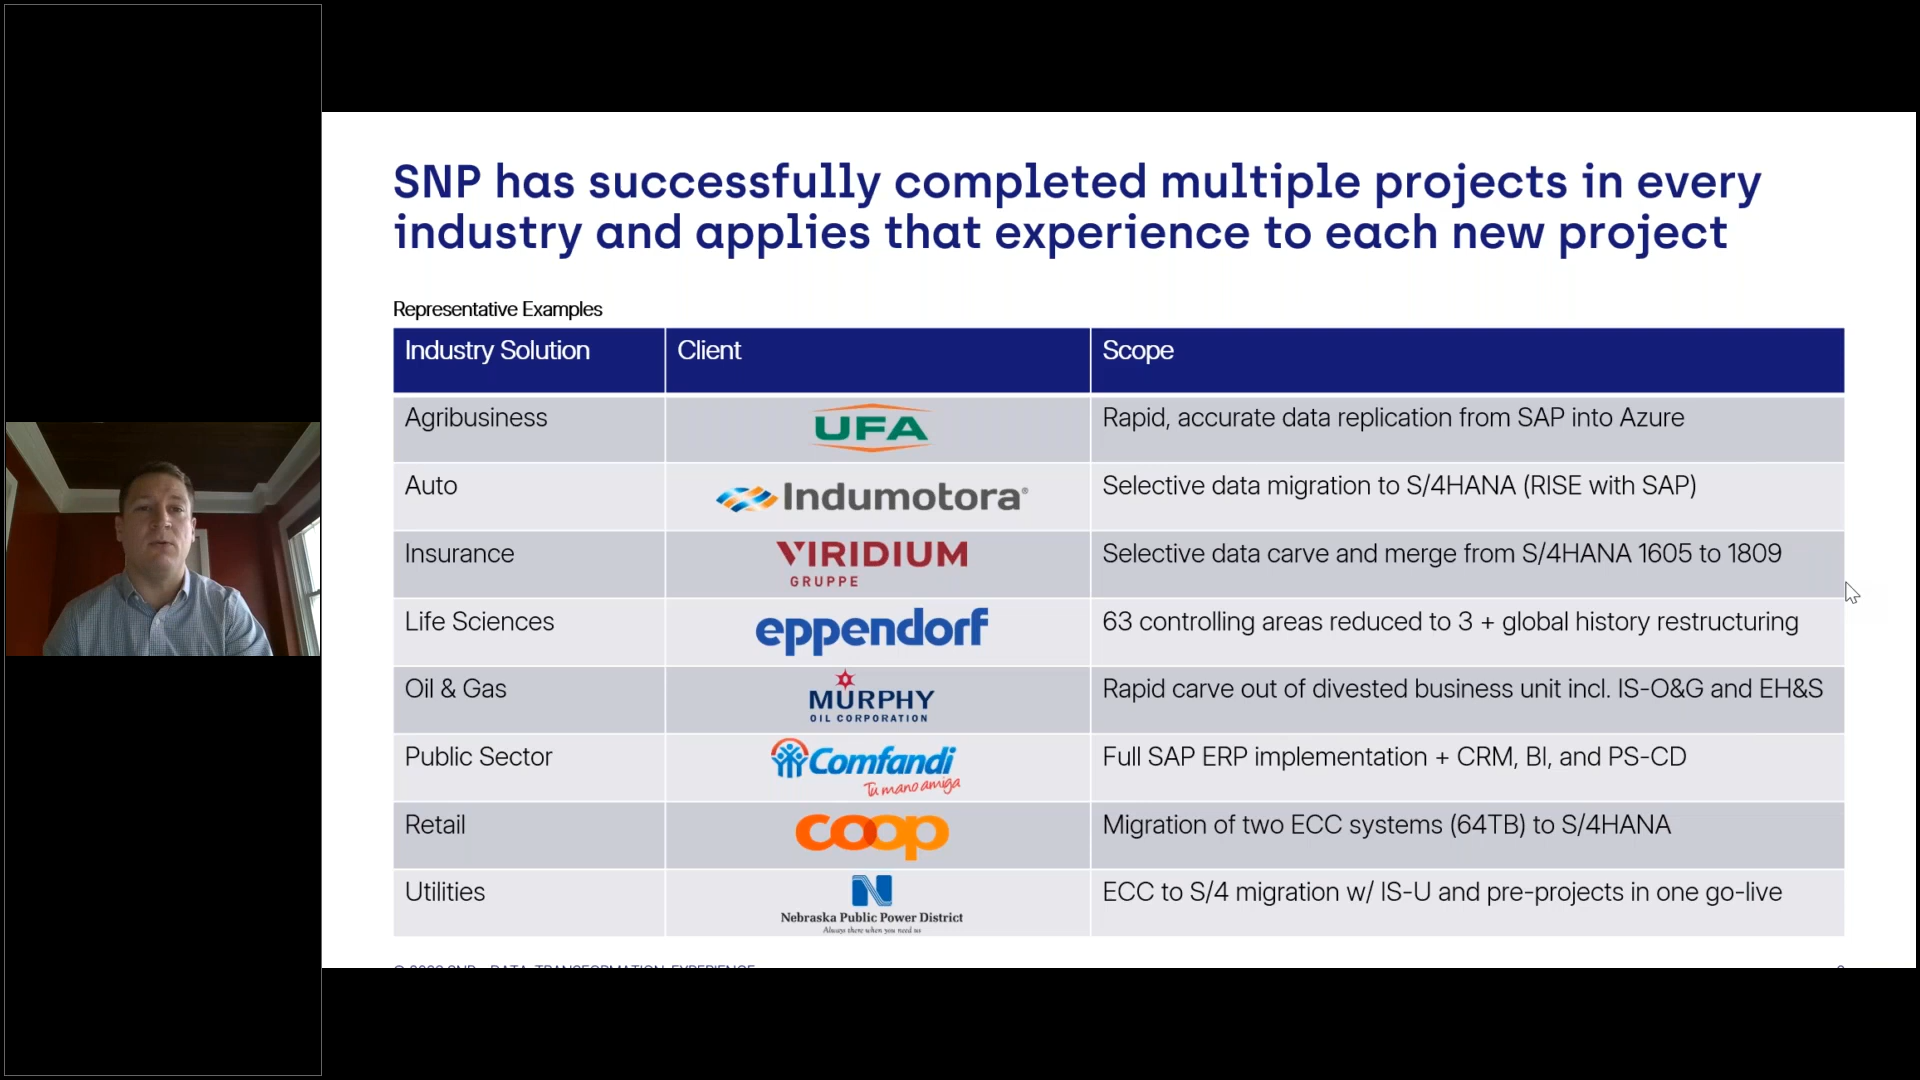 SNP has successfully completed multiple projects in every
industry and applies that experience to each new project
Representative Examples
Industry Solution Client Scope
Agribusiness UFA Rapid, accurate data replication from SAP into Azure
Auto Indumotora® Selective data migration to S/4HANA (RISE with SAP)
Insurance VIRIDIUM GRUPPE Selective data carve and merge from S/4HANA 1605 to 1809
Life Sciences eppendorf 63 controlling areas reduced to 3 + global history restructuring
Oil & Gas MURPHY OIL CORPORATION Rapid carve out of divested business unit incl. IS-O&G and EH&S
Public Sector Comfandi Tu mano amiga Full SAP ERP implementation + CRM, BI, and PS-CD
Retail coop Migration of two ECC systems (64TB) to S/4HANA
Utilities Nebraska Public Power District Always there when you need us ECC to S/4 migration w/ IS-U and pre-projects in one go-live